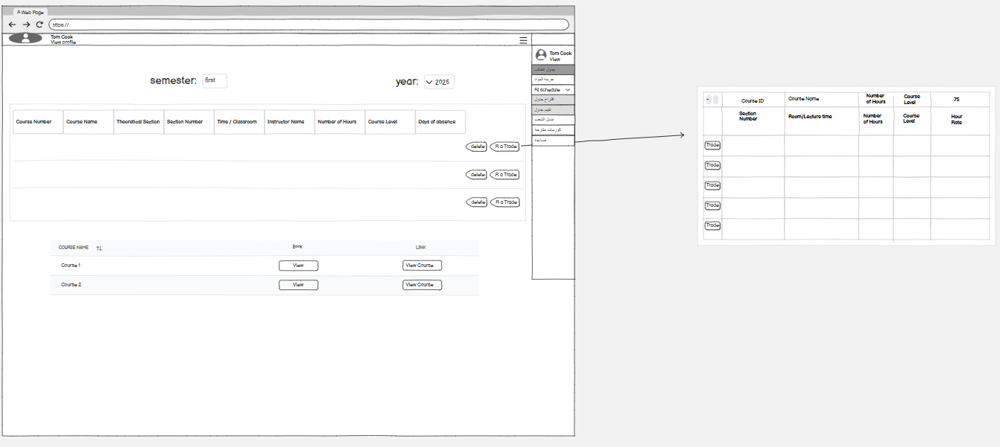 A Web Page
https://
Tom Cook
View profile
semester: first
year: 2025
Course Number Course Name Theoretical Section Section Number Time / Classroom Instructor Name Number of Hours Course Level Days of absence
delete R a Trade
delete R a Trade
delete R a Trade
COURSE NAME Book LINK
Course 1 View View Course
Course 2 View View Course
Tom Cook
View
جدول الطالب
جريدة المواد
AI schedule
اقتراح جدول
تقييم جدول
تبديل الشعب
كورسات مقترحة
مساعدة
- Course ID Course Name Number of Hours Course Level 75
Section Number Room/Lecture time Number of Hours Course Level Hour Rate
Trade
Trade
Trade
Trade
Trade